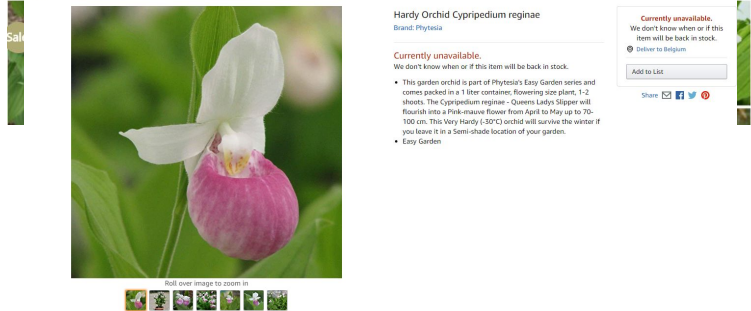 Sale
Hardy Orchid Cypripedium reginae
Brand: Phytesia
Currently unavailable.
We don't know when or if this item will be back in stock.
This garden orchid is part of Phytesia's Easy Garden series and
comes packed in a 1 liter container, flowering size plant, 1-2
shoots. The Cypripedium reginae - Queens Ladys Slipper will
flourish into a Pink-mauve flower from April to May up to 70-
100 cm. This Very Hardy (-30°C) orchid will survive the winter if
you leave it in a Semi-shade location of your garden.
Easy Garden
Currently unavailable.
We don't know when or if this
item will be back in stock.
Deliver to Belgium
Add to List
Share
Roll over image to zoom in